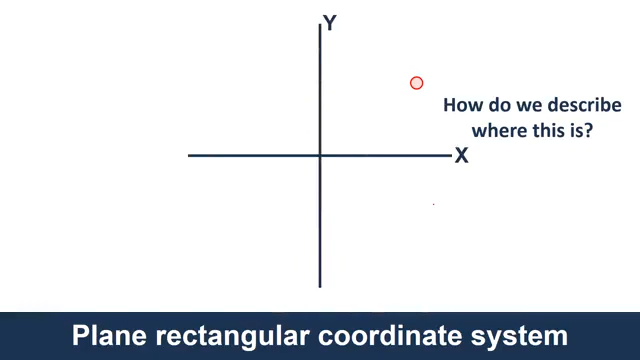 Y
How do we describe
where this is?
X
Plane rectangular coordinate system